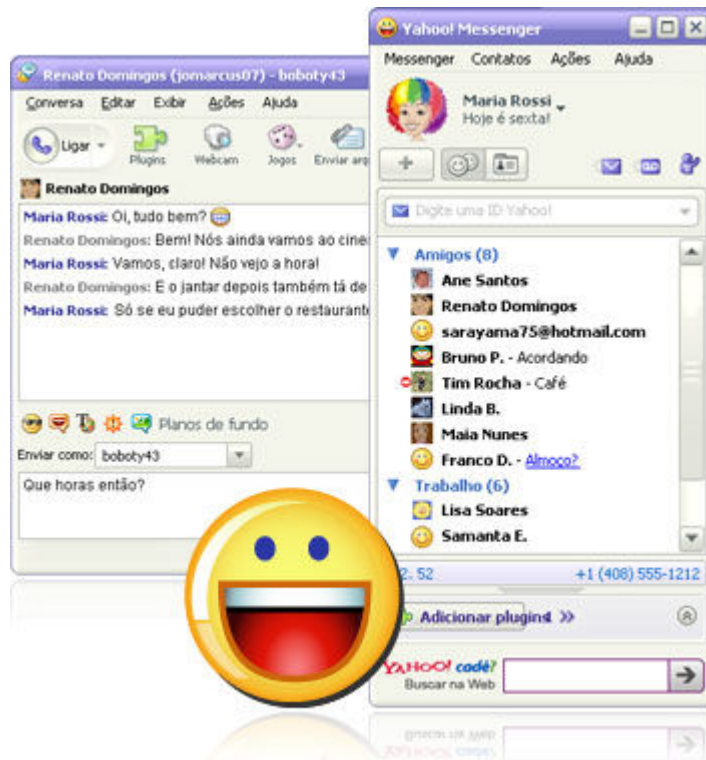 Renato Domingos (jomarcus07) - boboty43
Conversa Editar Exibir Ações Ajuda
Ligar
Plugins Webcam Jogos Enviar arq
Renato Domingos
Maria Rossi: Oi, tudo bem?
Renato Domingos: Bem! Nós ainda vamos ao cine
Maria Rossi: Vamos, claro! Não vejo a hora!
Renato Domingos: E o jantar depois também tá de
Maria Rossi: Só se eu puder escolher o restaurant
Planos de fundo
Enviar como: boboty43
Que horas então?
Yahoo! Messenger
Messenger Contatos Ações Ajuda
Maria Rossi
Hoje é sexta!
Digite uma ID Yahoo!
Amigos (8)
Ane Santos
Renato Domingos
sarayama75@hotmail.com
Bruno P. - Acordando
Tim Rocha - Café
Linda B.
Maia Nunes
Franco D. - Almoço?
Trabalho (6)
Lisa Soares
Samanta E.
2. 52 +1 (408) 555-1212
Adicionar plugins
YAHOO! cadê?
Buscar na Web